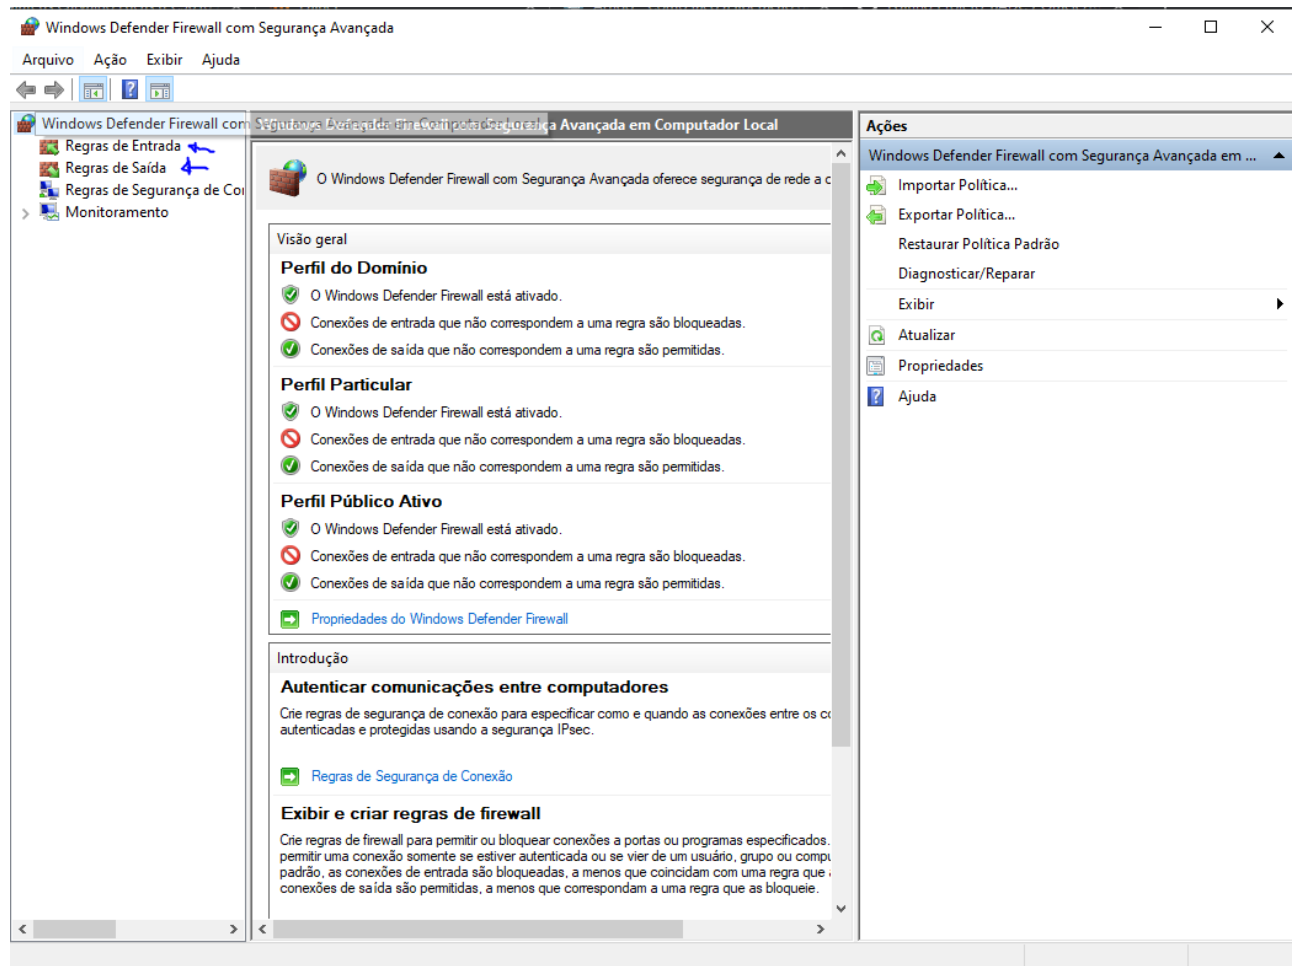 Windows Defender Firewall com Segurança Avançada
Arquivo Ação Exibir Ajuda
Windows Defender Firewall com Segurança Avançada em Computador Local
Regras de Entrada
Regras de Saída
Regras de Segurança de Co
Monitoramento
O Windows Defender Firewall com Segurança Avançada oferece segurança de rede a c
Visão geral
Perfil do Domínio
O Windows Defender Firewall está ativado.
Conexões de entrada que não correspondem a uma regra são bloqueadas.
Conexões de saída que não correspondem a uma regra são permitidas.
Perfil Particular
O Windows Defender Firewall está ativado.
Conexões de entrada que não correspondem a uma regra são bloqueadas.
Conexões de saída que não correspondem a uma regra são permitidas.
Perfil Público Ativo
O Windows Defender Firewall está ativado.
Conexões de entrada que não correspondem a uma regra são bloqueadas.
Conexões de saída que não correspondem a uma regra são permitidas.
Propriedades do Windows Defender Firewall
Introdução
Autenticar comunicações entre computadores
Crie regras de segurança de conexão para especificar como e quando as conexões entre os co
autenticadas e protegidas usando a segurança IPsec.
Regras de Segurança de Conexão
Exibir e criar regras de firewall
Crie regras de firewall para permitir ou bloquear conexões a portas ou programas especificados.
permitir uma conexão somente se estiver autenticada ou se vier de um usuário, grupo ou compu
padrão, as conexões de entrada são bloqueadas, a menos que coincidam com uma regra que
conexões de saída são permitidas, a menos que correspondam a uma regra que as bloqueie.
Ações
Windows Defender Firewall com Segurança Avançada em ...
Importar Política...
Exportar Política...
Restaurar Política Padrão
Diagnosticar/Reparar
Exibir
Atualizar
Propriedades
Ajuda